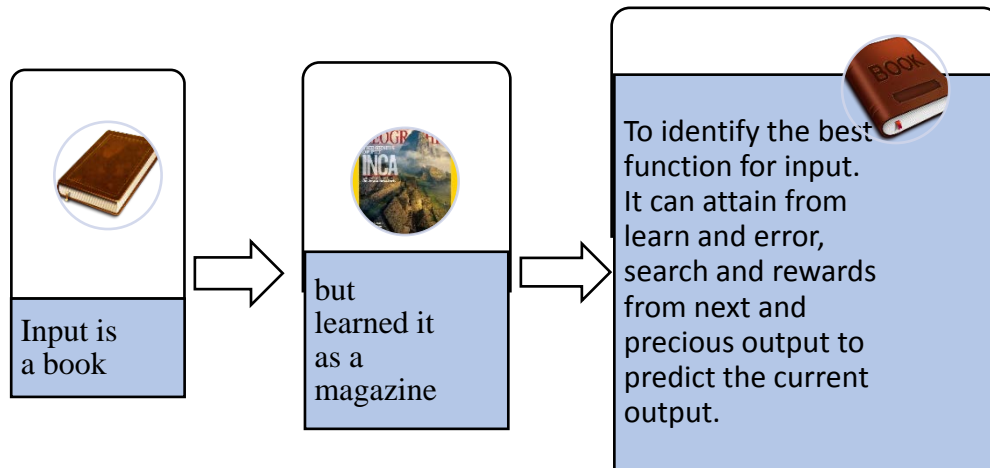 Input is
a book
INCA
but
learned it
as a
magazine
BOOK
To identify the best
function for input.
It can attain from
learn and error,
search and rewards
from next and
precious output to
predict the current
output.